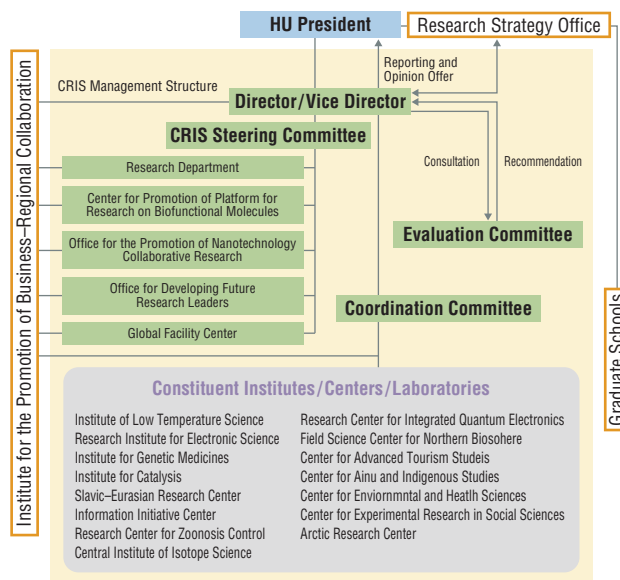 HU President
Research Strategy Office
Reporting and
Opinion Offer
CRIS Management Structure
Director/Vice Director
CRIS Steering Committee
Research Department
Consultation
Recommendation
Center for Promotion of Platform for
Research on Biofunctional Molecules
Office for the Promotion of Nanotechnology
Collaborative Research
Evaluation Committee
Office for Developing Future
Research Leaders
Coordination Committee
Global Facility Center
Institute for the Promotion of Business–Regional Collaboration
Graduate Schools
Constituent Institutes/Centers/Laboratories
Institute of Low Temperature Science
Research Institute for Electronic Science
Institute for Genetic Medicines
Institute for Catalysis
Slavic–Eurasian Research Center
Information Initiative Center
Research Center for Zoonosis Control
Central Institute of Isotope Science
Research Center for Integrated Quantum Electronics
Field Science Center for Northern Biosohere
Center for Advanced Tourism Studeis
Center for Ainu and Indigenous Studies
Center for Enviornmntal and Heatlh Sciences
Center for Experimental Research in Social Sciences
Arctic Research Center